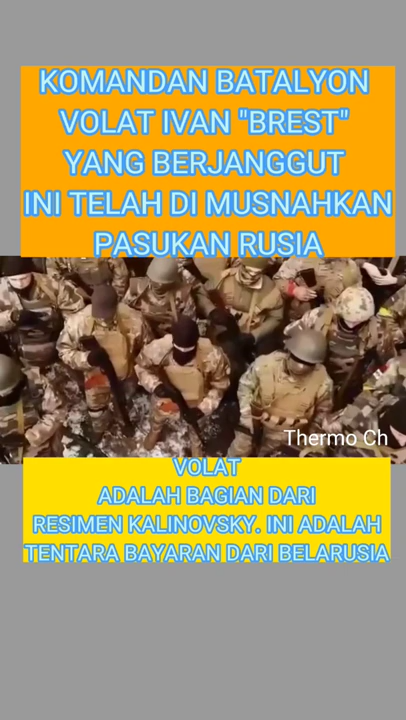 KOMANDAN BATALYON
VOLAT IVAN "BREST"
YANG BERJANGGUT
INI TELAH DI MUSNAHKAN
PASUKAN RUSIA
Thermo Ch
VOLAT
ADALAH BAGIAN DARI
RESIMEN KALINOVSKY. INI ADALAH
TENTARA BAYARAN DARI BELARUSIA